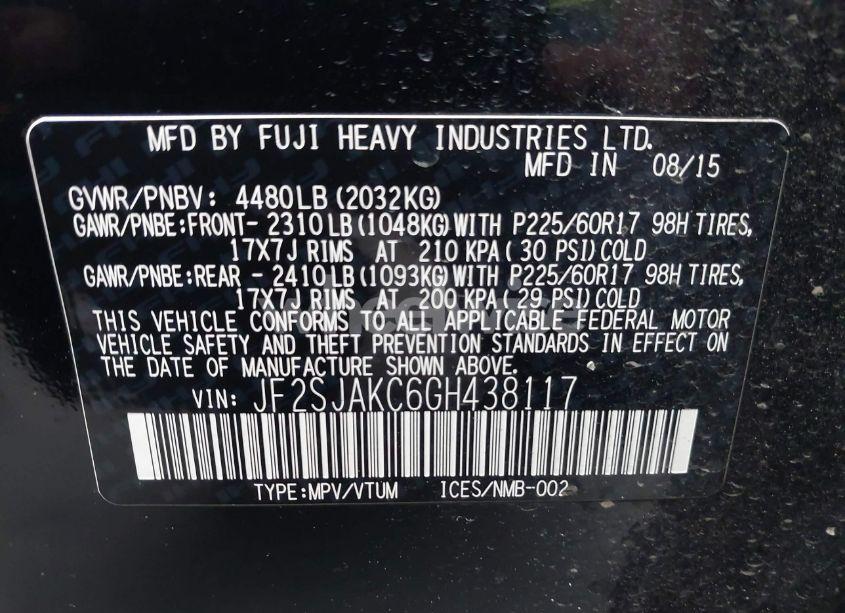 MFD BY FUJI HEAVY INDUSTRIES LTD.
MFD IN 08/15
GVWR/PNBV: 4480LB (2032KG)
GAWR/PNBE:FRONT- 2310LB (1048KG) WITH P225/60R17 98H TIRES,
17X7J RIMS AT 210 KPA ( 30 PSI) COLD
GAWR/PNBE:REAR - 2410LB (1093KG) WITH P225/60R17 98H TIRES,
17X7J RIMS AT 200 KPA ( 29 PSI) COLD
THIS VEHICLE CONFORMS TO ALL APPLICABLE FEDERAL MOTOR
VEHICLE SAFETY AND THEFT PREVENTION STANDARDS IN EFFECT ON
THE DATE OF MANUFACTURE SHOWN ABOVE.
VIN: JF2SJAKC6GH438117
TYPE:MPV/VTUM ICES/NMB-002